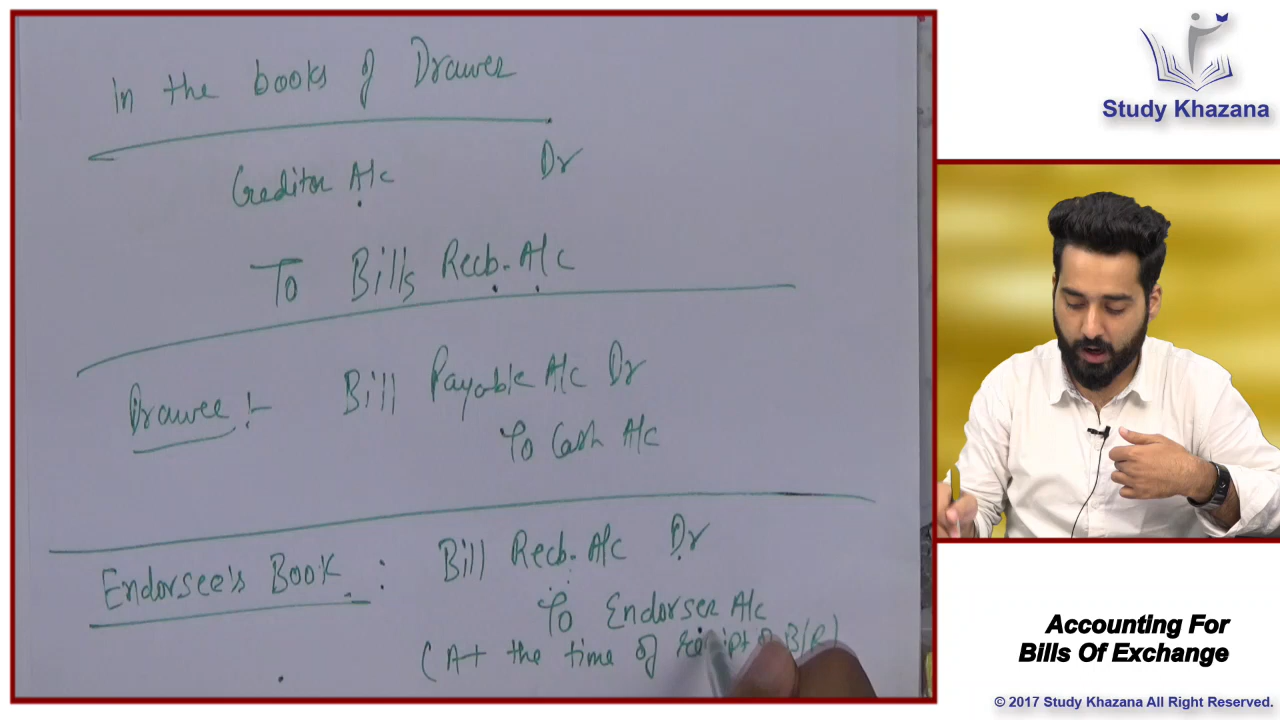 In the books of Drawer
Creditor A/c Dr
To Bills Recb. A/c
Drawee :- Bill Payable A/c Dr
To Cash A/c
Endorsee's Book : Bill Recb. A/c Dr
To Endorser A/c
(At the time of receipt of B/R)
Study Khazana
Accounting For
Bills Of Exchange
© 2017 Study Khazana All Right Reserved.